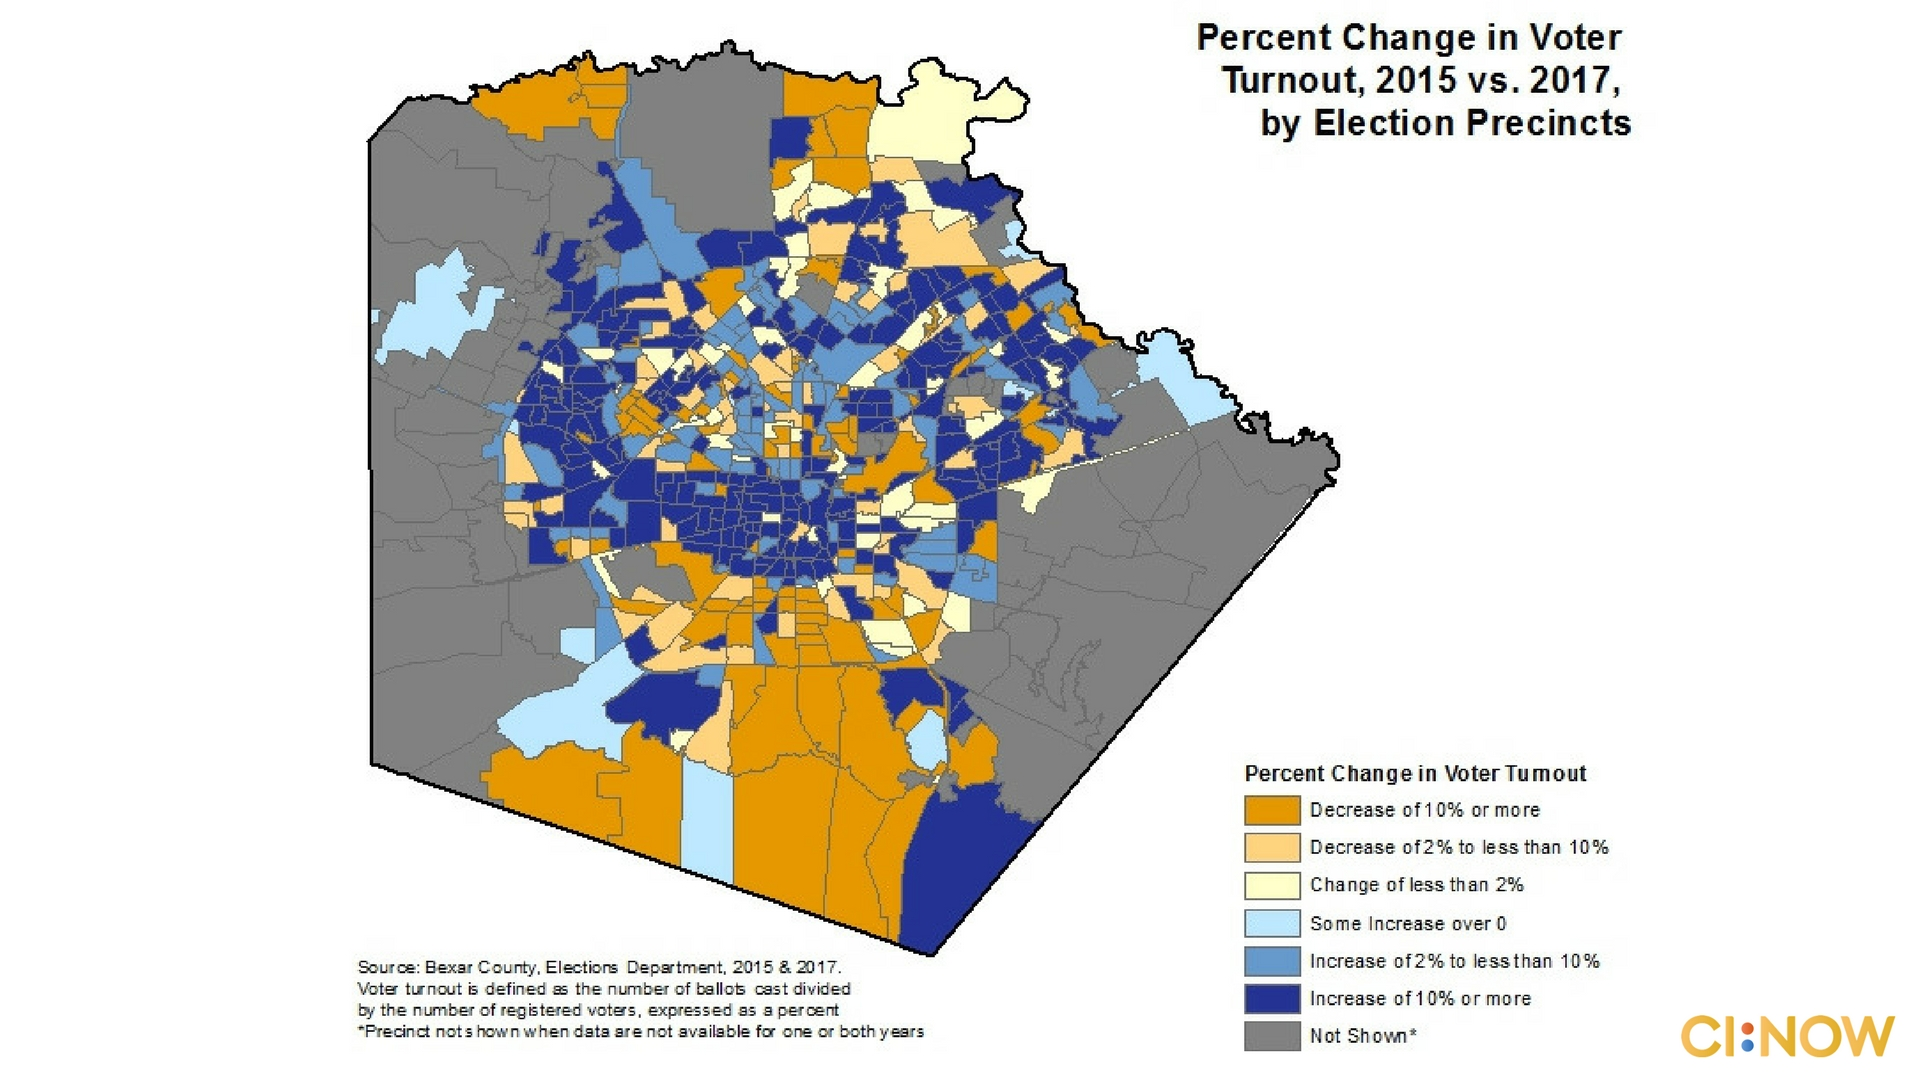 Percent Change in Voter
Turnout, 2015 vs. 2017,
by Election Precincts
Percent Change in Voter Turnout
Decrease of 10% or more
Decrease of 2% to less than 10%
Change of less than 2%
Some Increase over 0
Increase of 2% to less than 10%
Increase of 10% or more
Not Shown*
Source: Bexar County, Elections Department, 2015 & 2017.
Voter turnout is defined as the number of ballots cast divided
by the number of registered voters, expressed as a percent
*Precinct not shown when data are not available for one or both years
CI:NOW